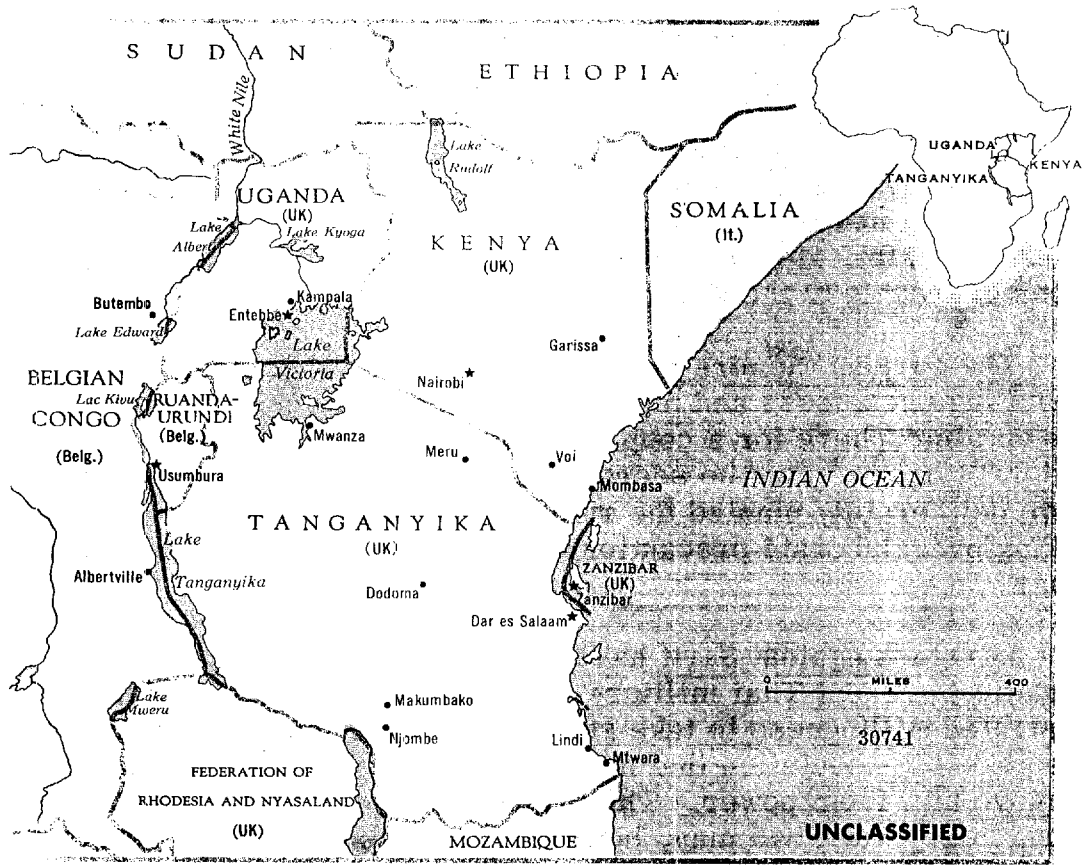 SUDAN
ETHIOPIA
White Nile
Lake
Rudolf
UGANDA
KENYA
TANGANYIKA
UGANDA
(UK)
Lake Kyoga
Lake
Albert
KENYA
(UK)
SOMALIA
(It.)
Butembo
Lake Edward
Kampala
Entebbe
Lake
Victoria
Garissa
Nairobi
BELGIAN
CONGO
(Belg.)
Lac Kivu
RUANDA-
URUNDI
(Belg.)
Mwanza
Meru
Voi
Usumbura
Mombasa
INDIAN OCEAN
TANGANYIKA
(UK)
Lake
Tanganyika
Albertville
Dodoma
ZANZIBAR
(UK)
Zanzibar
Dar es Salaam
0 MILES 400
Lake
Mweru
Makumbako
Njombe
30741
Lindi
Mtwara
FEDERATION OF
RHODESIA AND NYASALAND
(UK)
MOZAMBIQUE
UNCLASSIFIED